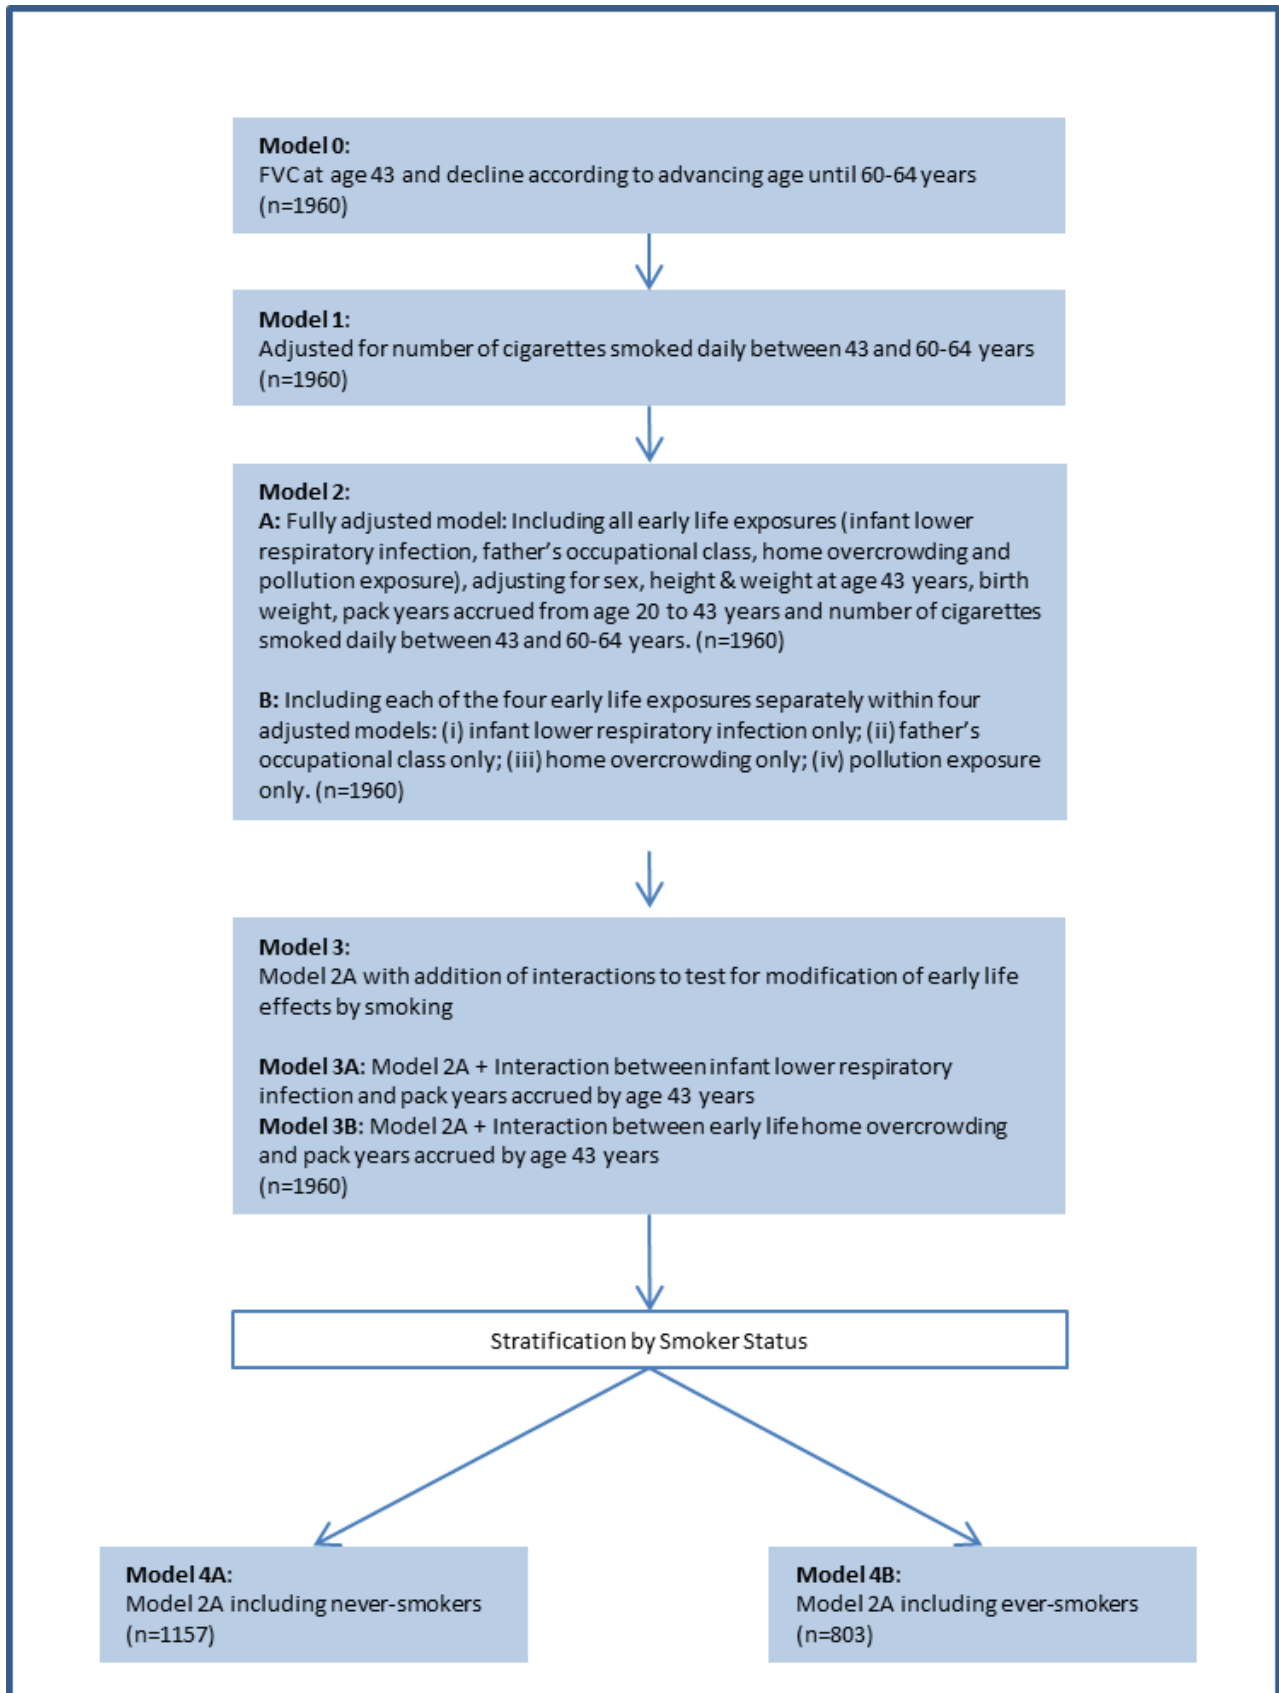 Model 0:
FVC at age 43 and decline according to advancing age until 60-64 years
(n=1960)
Model 1:
Adjusted for number of cigarettes smoked daily between 43 and 60-64 years
(n=1960)
Model 2:
A: Fully adjusted model: Including all early life exposures (infant lower
respiratory infection, father's occupational class, home overcrowding and
pollution exposure), adjusting for sex, height & weight at age 43 years, birth
weight, pack years accrued from age 20 to 43 years and number of cigarettes
smoked daily between 43 and 60-64 years. (n=1960)
B: Including each of the four early life exposures separately within four
adjusted models: (i) infant lower respiratory infection only; (ii) father's
occupational class only; (iii) home overcrowding only; (iv) pollution exposure
only. (n=1960)
Model 3:
Model 2A with addition of interactions to test for modification of early life
effects by smoking
Model 3A: Model 2A + Interaction between infant lower respiratory
infection and pack years accrued by age 43 years
Model 3B: Model 2A + Interaction between early life home overcrowding
and pack years accrued by age 43 years
(n=1960)
Stratification by Smoker Status
Model 4A:
Model 2A including never-smokers
(n=1157)
Model 4B:
Model 2A including ever-smokers
(n=803)